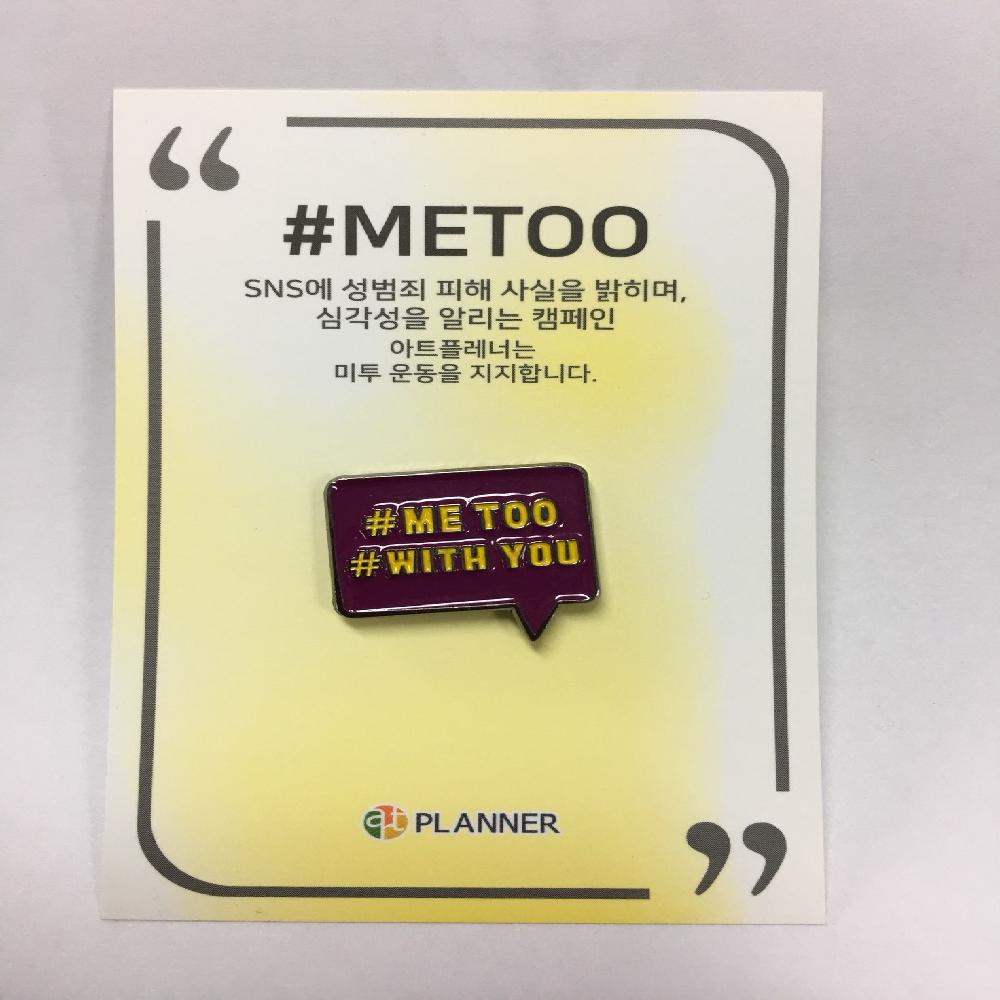 #METOO
SNS에 성범죄 피해 사실을 밝히며,
심각성을 알리는 캠페인
아트플레너는
미투 운동을 지지합니다.
#ME TOO
#WITH YOU
at PLANNER